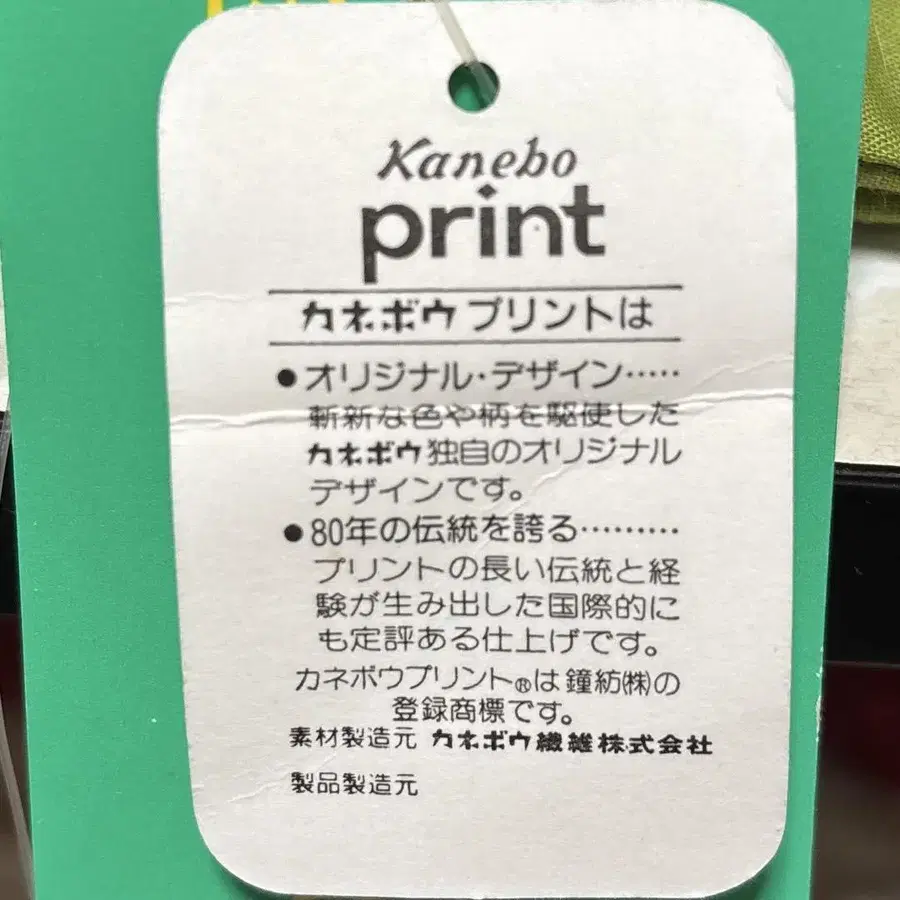 Kanebo
print
カネボウ プリントは
●オリジナル・デザイン‥‥‥
斬新な色や柄を駆使した
カネボウ独自のオリジナル
デザインです。
●80年の伝統を誇る‥‥‥‥‥
プリントの長い伝統と経
験が生み出した国際的に
も定評ある仕上げです。
カネボウプリント®は鐘紡㈱の
登録商標です。
素材製造元 カネボウ繊維株式会社
製品製造元